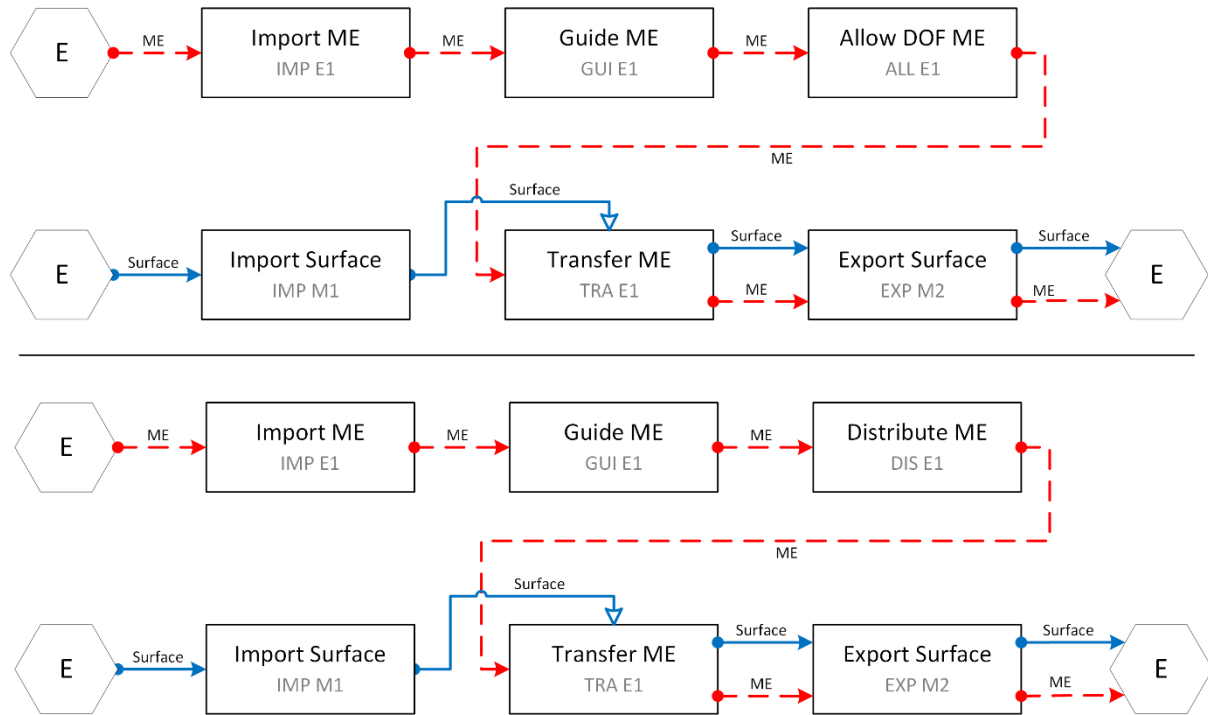 E
ME
Import ME
IMP E1
ME
Guide ME
GUI E1
ME
Allow DOF ME
ALL E1
ME
E
Surface
Import Surface
IMP M1
Surface
Transfer ME
TRA E1
Surface
ME
Export Surface
EXP M2
Surface
ME
E
E
ME
Import ME
IMP E1
ME
Guide ME
GUI E1
ME
Distribute ME
DIS E1
ME
E
Surface
Import Surface
IMP M1
Surface
Transfer ME
TRA E1
Surface
ME
Export Surface
EXP M2
Surface
ME
E